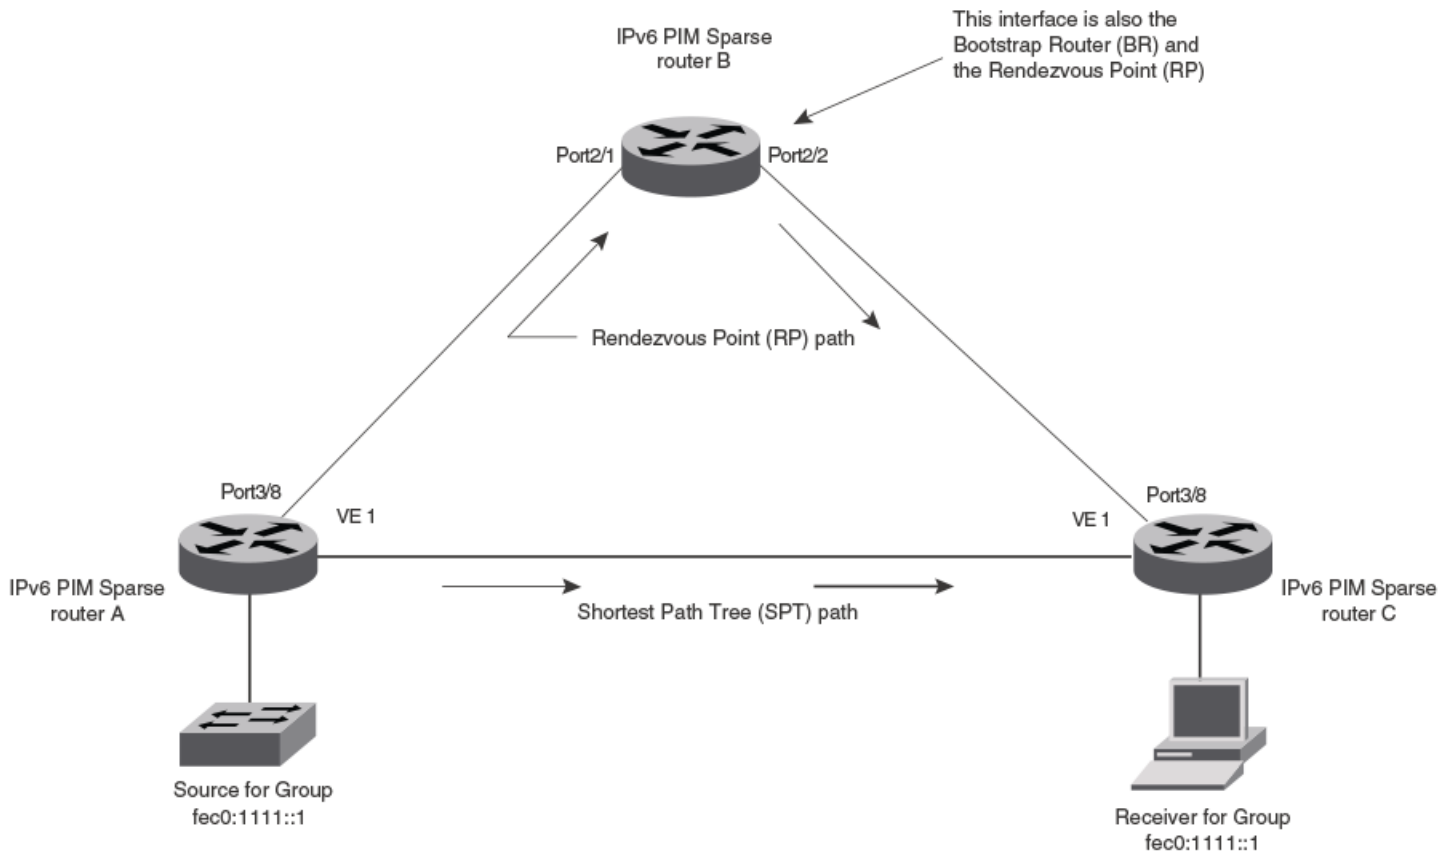 This interface is also the
Bootstrap Router (BR) and
the Rendezvous Point (RP)
IPv6 PIM Sparse
router B
Port2/1
Port2/2
Rendezvous Point (RP) path
Port3/8
VE 1
VE 1
Port3/8
IPv6 PIM Sparse
router A
Shortest Path Tree (SPT) path
IPv6 PIM Sparse
router C
Source for Group
fec0:1111::1
Receiver for Group
fec0:1111::1